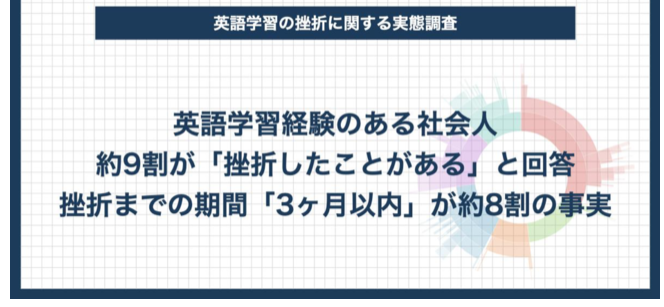 英語学習の挫折に関する実態調査
英語学習経験のある社会人
約9割が「挫折したことがある」と回答
挫折までの期間「3ヶ月以内」が約8割の事実